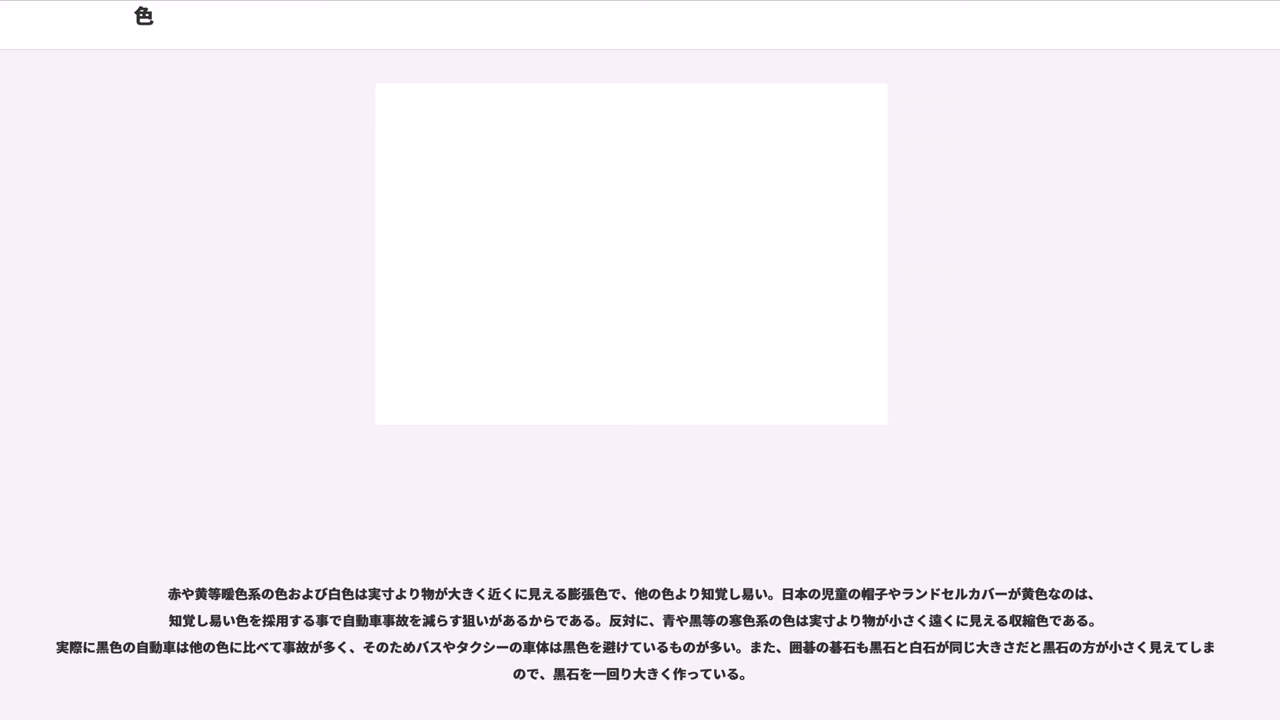 色
赤や黄等暖色系の色および白色は実寸より物が大きく近くに見える膨張色で、他の色より知覚し易い。日本の児童の帽子やランドセルカバーが黄色なのは、
知覚し易い色を採用する事で自動車事故を減らす狙いがあるからである。反対に、青や黒等の寒色系の色は実寸より物が小さく遠くに見える収縮色である。
実際に黒色の自動車は他の色に比べて事故が多く、そのためバスやタクシーの車体は黒色を避けているものが多い。また、囲碁の碁石も黒石と白石が同じ大きさだと黒石の方が小さく見えてしま
ので、黒石を一回り大きく作っている。